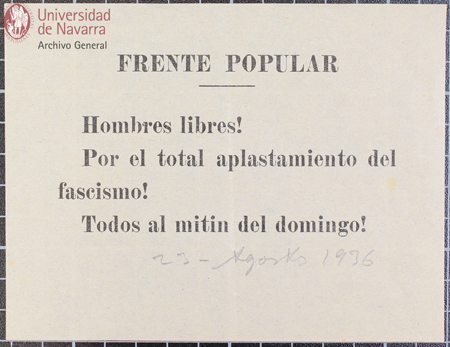 Universidad
de Navarra
Archivo General
FRENTE POPULAR
Hombres libres!
Por el total aplastamiento del
fascismo!
Todos al mitin del domingo!
23 - Agosto 1936